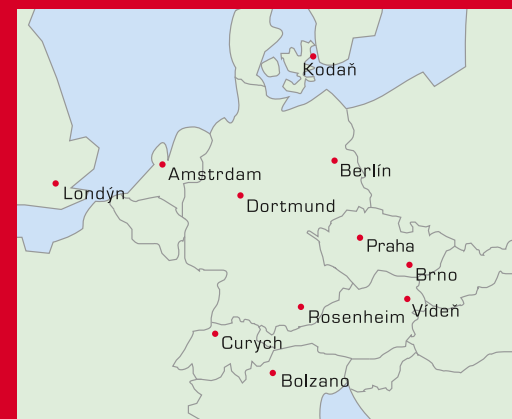 Kodaň
Amstrdam
Berlín
Londýn
Dortmund
Praha
Brno
Rosenheim
Vídeň
Curych
Bolzano